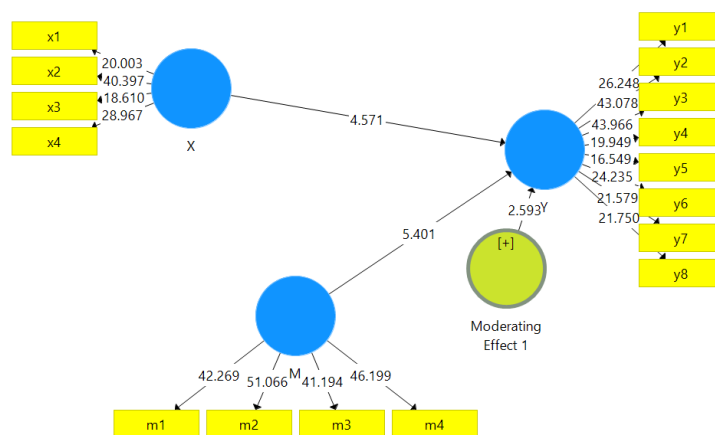 x1
x2
x3
x4
20.003
40.397
18.610
28.967
X
4.571
y1
y2
y3
y4
y5
y6
y7
y8
26.248
43.078
43.966
19.949
16.549
24.235
21.579
21.750
Y
2.593
[+]
Moderating
Effect 1
5.401
M
42.269
51.066
41.194
46.199
m1
m2
m3
m4